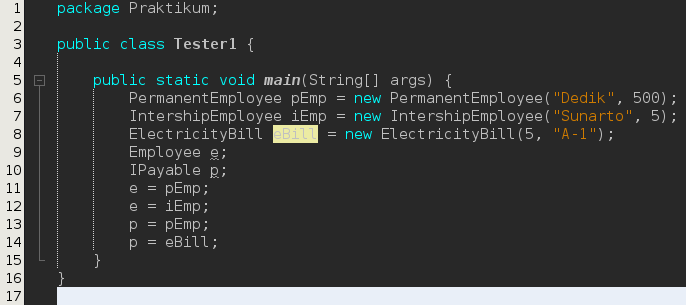 1 package Praktikum;
2
3 public class Tester1 {
4
5 public static void main(String[] args) {
6 PermanentEmployee pEmp = new PermanentEmployee("Dedik", 500);
7 IntershipEmployee iEmp = new IntershipEmployee("Sunarto", 5);
8 ElectricityBill eBill = new ElectricityBill(5, "A-1");
9 Employee e;
10 IPayable p;
11 e = pEmp;
12 e = iEmp;
13 p = pEmp;
14 p = eBill;
15 }
16 }
17